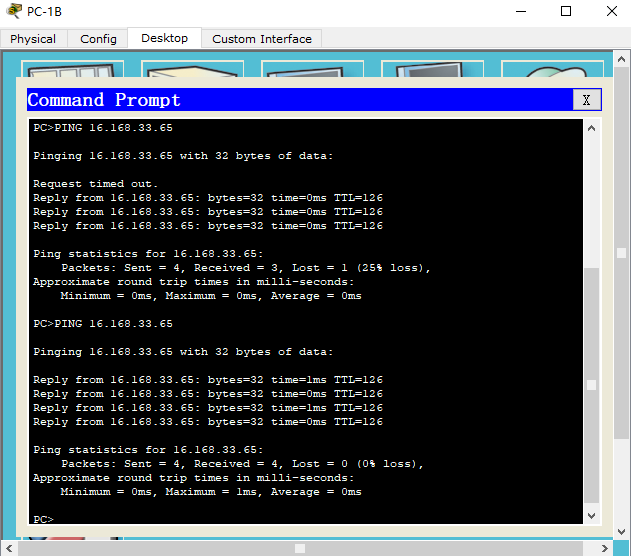 PC-1B
Physical Config Desktop Custom Interface
Command Prompt X
PC>PING 16.168.33.65
Pinging 16.168.33.65 with 32 bytes of data:
Request timed out.
Reply from 16.168.33.65: bytes=32 time=0ms TTL=126
Reply from 16.168.33.65: bytes=32 time=0ms TTL=126
Reply from 16.168.33.65: bytes=32 time=0ms TTL=126
Ping statistics for 16.168.33.65:
Packets: Sent = 4, Received = 3, Lost = 1 (25% loss),
Approximate round trip times in milli-seconds:
Minimum = 0ms, Maximum = 0ms, Average = 0ms
PC>PING 16.168.33.65
Pinging 16.168.33.65 with 32 bytes of data:
Reply from 16.168.33.65: bytes=32 time=1ms TTL=126
Reply from 16.168.33.65: bytes=32 time=0ms TTL=126
Reply from 16.168.33.65: bytes=32 time=1ms TTL=126
Reply from 16.168.33.65: bytes=32 time=0ms TTL=126
Ping statistics for 16.168.33.65:
Packets: Sent = 4, Received = 4, Lost = 0 (0% loss),
Approximate round trip times in milli-seconds:
Minimum = 0ms, Maximum = 1ms, Average = 0ms
PC>